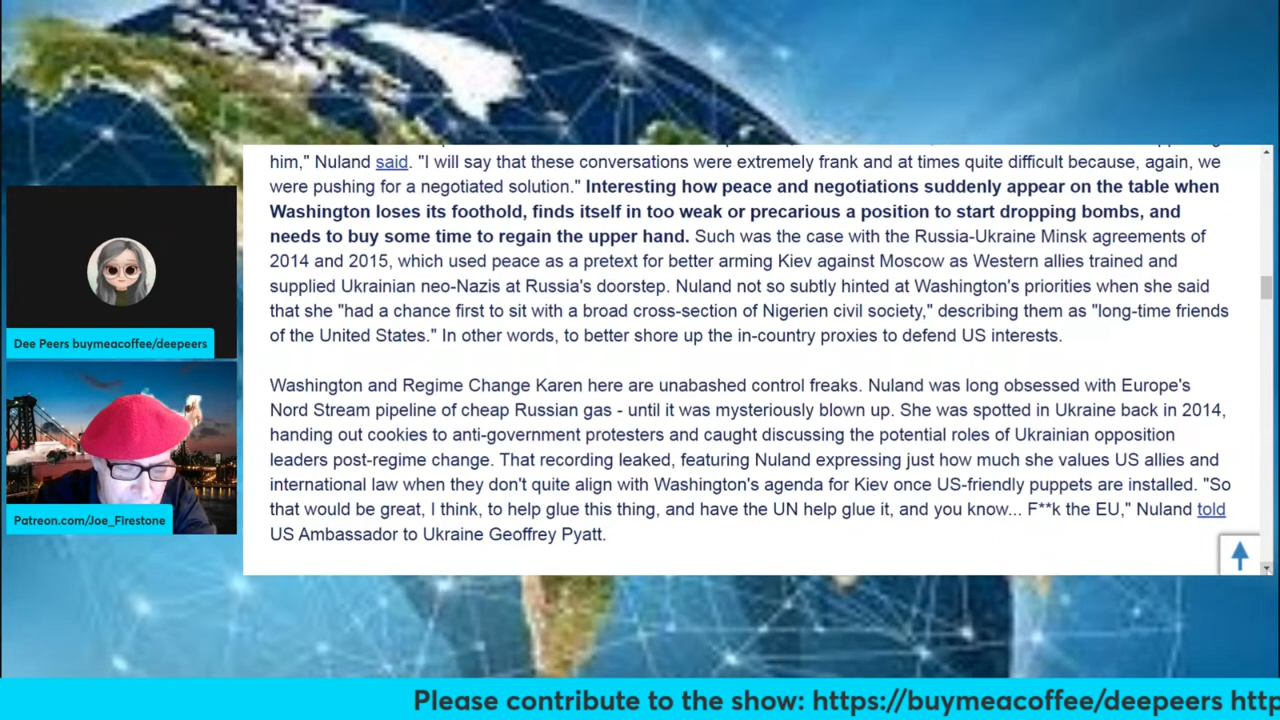 him," Nuland said. "I will say that these conversations were extremely frank and at times quite difficult because, again, we
were pushing for a negotiated solution." Interesting how peace and negotiations suddenly appear on the table when
Washington loses its foothold, finds itself in too weak or precarious a position to start dropping bombs, and
needs to buy some time to regain the upper hand. Such was the case with the Russia-Ukraine Minsk agreements of
2014 and 2015, which used peace as a pretext for better arming Kiev against Moscow as Western allies trained and
supplied Ukrainian neo-Nazis at Russia's doorstep. Nuland not so subtly hinted at Washington's priorities when she said
that she "had a chance first to sit with a broad cross-section of Nigerien civil society," describing them as "long-time friends
of the United States." In other words, to better shore up the in-country proxies to defend US interests.
Washington and Regime Change Karen here are unabashed control freaks. Nuland was long obsessed with Europe's
Nord Stream pipeline of cheap Russian gas - until it was mysteriously blown up. She was spotted in Ukraine back in 2014,
handing out cookies to anti-government protesters and caught discussing the potential roles of Ukrainian opposition
leaders post-regime change. That recording leaked, featuring Nuland expressing just how much she values US allies and
international law when they don't quite align with Washington's agenda for Kiev once US-friendly puppets are installed. "So
that would be great, I think, to help glue this thing, and have the UN help glue it, and you know... F**k the EU," Nuland told
US Ambassador to Ukraine Geoffrey Pyatt.
Dee Peers buymeacoffee/deepeers
Patreon.com/Joe_Firestone
Please contribute to the show: https://buymeacoffee/deepeers http